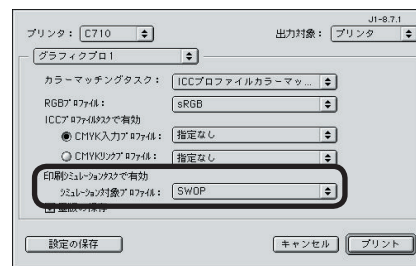 J1-8.7.1
プリンタ： C710 出力対象： プリンタ
グラフィクプロ1
カラーマッチングタスク： ICCプロファイルカラーマッ...
RGBﾌﾟﾛﾌｧｲﾙ： sRGB
ICCﾌﾟﾛﾌｧｲﾙﾀｽｸで有効
CMYK入力ﾌﾟﾛﾌｧｲﾙ： 指定なし
CMYKﾘﾝｸﾌﾟﾛﾌｧｲﾙ： 指定なし
印刷ｼﾐｭﾚｰｼｮﾝﾀｽｸで有効
ｼﾐｭﾚｰｼｮﾝ対象ﾌﾟﾛﾌｧｲﾙ： SWOP
墨版の保存
設定の保存 キャンセル プリント